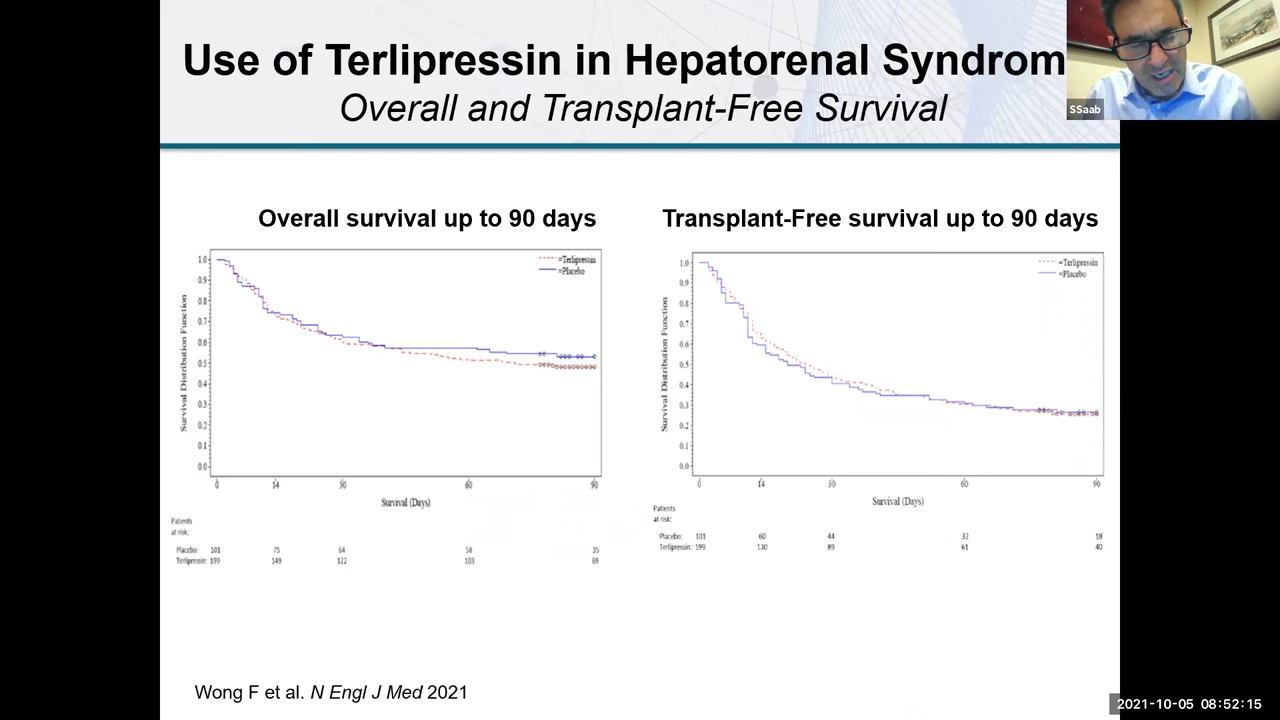 Use of Terlipressin in Hepatorenal Syndrom
Overall and Transplant-Free Survival
SSaab
Overall survival up to 90 days
Transplant-Free survival up to 90 days
Survival Distribution Function
1.0
0.9
0.8
0.7
0.6
0.5
0.4
0.3
0.2
0.1
0.0
=Terlipressin
=Placebo
0 14 30 60 90
Survival (Days)
Patients
at risk:
Placebo: 101 75 64 58 35
Terlipressin: 199 149 122 103 69
Survival Distribution Function
1.0
0.9
0.8
0.7
0.6
0.5
0.4
0.3
0.2
0.1
0.0
=Terlipressin
=Placebo
0 14 30 60 90
Survival (Days)
Patients
at risk:
Placebo: 101 60 44 32 18
Terlipressin: 199 130 89 61 40
Wong F et al. N Engl J Med 2021
2021-10-05 08:52:15